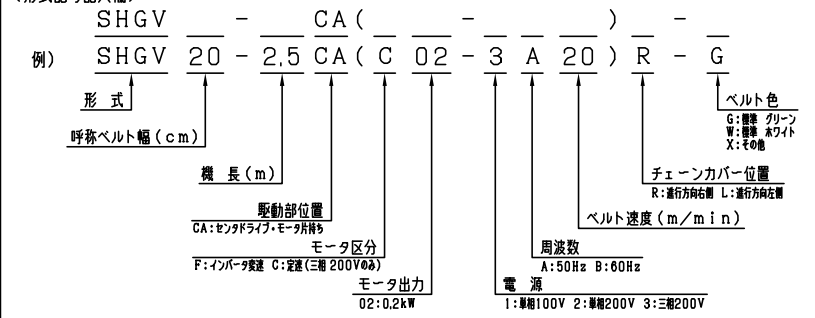 SHGV - CA( ) -
例) SHGV 20 - 2.5 CA( C 02 - 3 A 20 ) R - G
形 式
ベルト色
G:標準 グリーン
W:標準 ホワイト
X:その他
呼称ベルト幅(cm)
機 長(m)
チェーンカバー位置
R:進行方向右側 L:進行方向左側
駆動部位置
CA:センタドライブ・モータ片持ち
ベルト速度(m/min)
モータ区分
F:インバータ変速 C:定速(三相 200Vのみ)
周波数
A:50Hz B:60Hz
モータ出力
02:0.2kW
電 源
1:単相100V 2:単相200V 3:三相200V